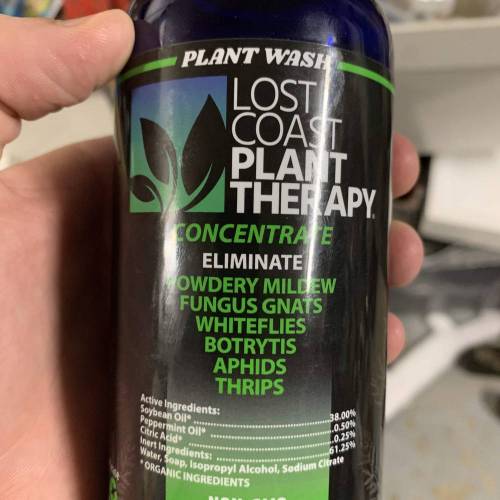 PLANT WASH
LOST
COAST
PLANT
THERAPY®
CONCENTRATE
ELIMINATE
POWDERY MILDEW
FUNGUS GNATS
WHITEFLIES
BOTRYTIS
APHIDS
THRIPS
Active Ingredients:
Soybean Oil*..........38.00%
Peppermint Oil*..........0.50%
Citric Acid*..........0.25%
Inert Ingredients:..........61.25%
Water, Soap, Isopropyl Alcohol, Sodium Citrate
*ORGANIC INGREDIENTS
NON-GMO